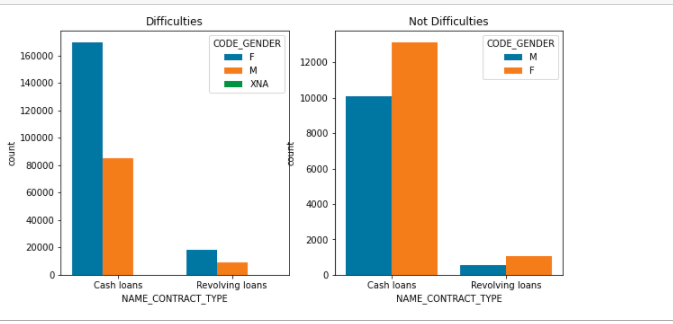 Difficulties
CODE_GENDER
F
M
XNA
160000
140000
120000
100000
80000
60000
40000
20000
0
count
Cash loans
Revolving loans
NAME_CONTRACT_TYPE
Not Difficulties
CODE_GENDER
M
F
12000
10000
8000
6000
4000
2000
0
count
Cash loans
Revolving loans
NAME_CONTRACT_TYPE